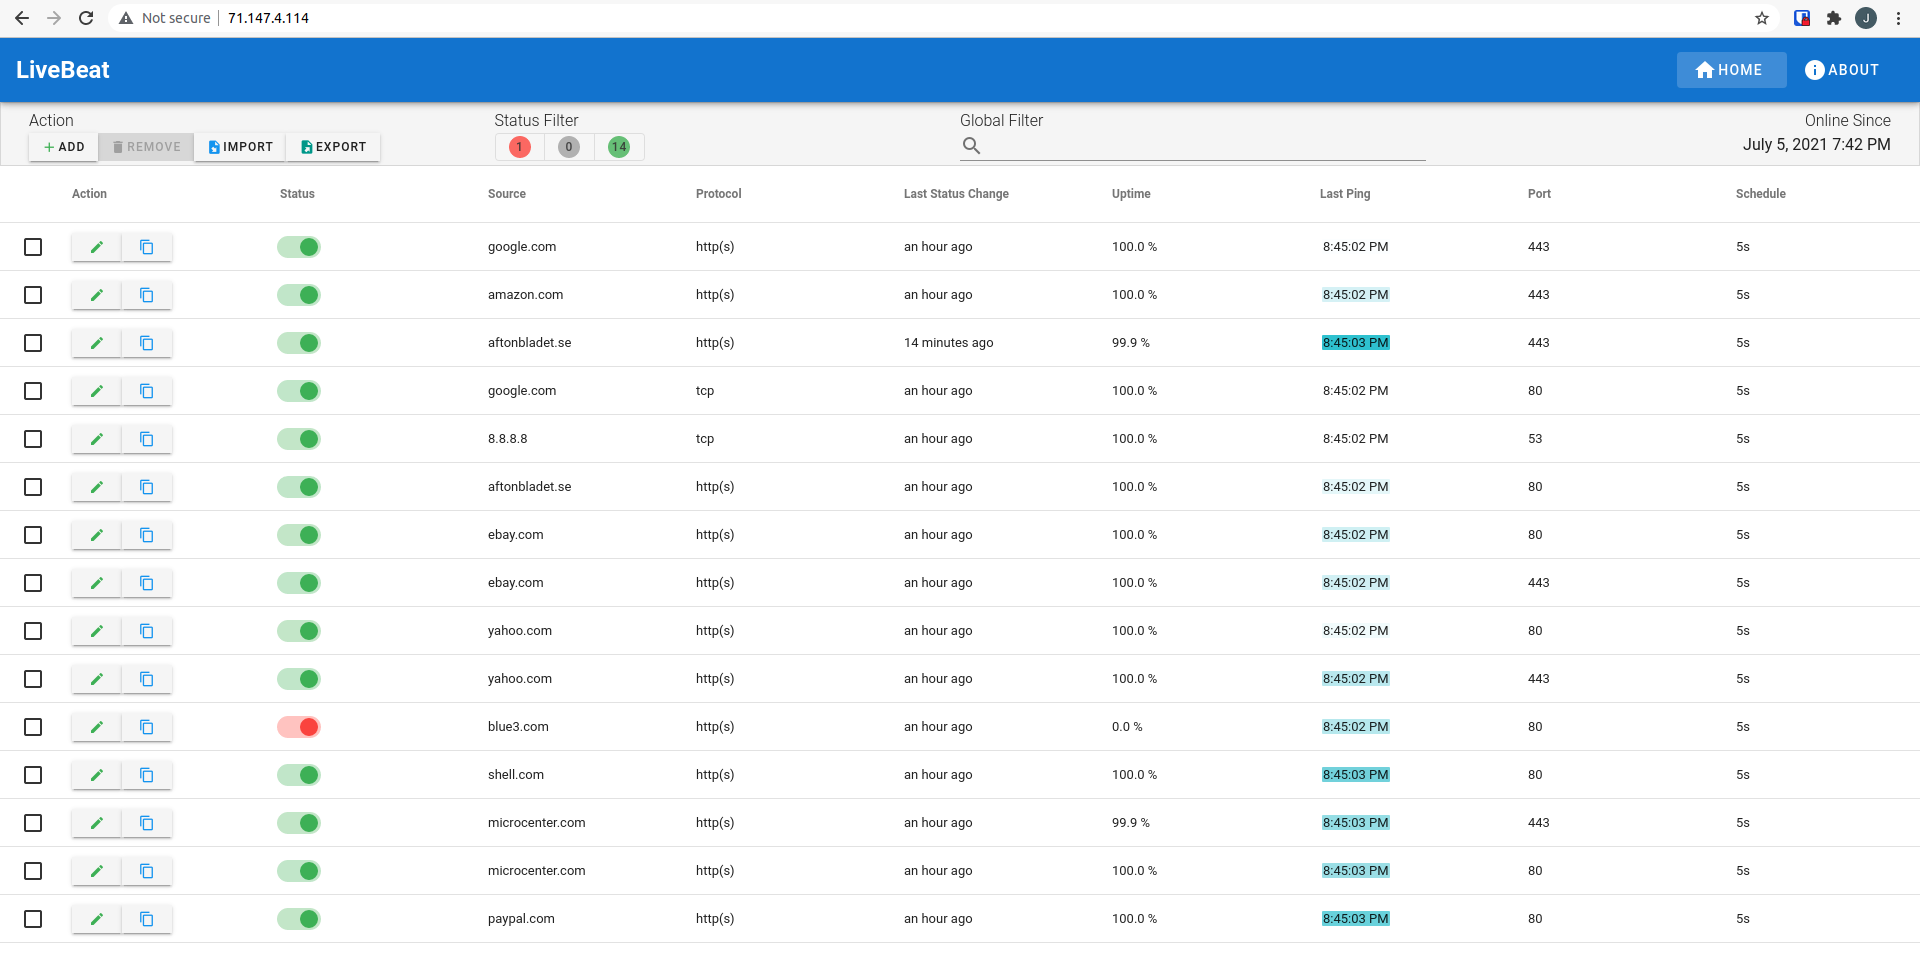 Not secure 71.147.4.114 J
LiveBeat HOME ABOUT
Action Status Filter Global Filter Online Since
ADD REMOVE IMPORT EXPORT 1 0 14 July 5, 2021 7:42 PM
Action Status Source Protocol Last Status Change Uptime Last Ping Port Schedule
google.com http(s) an hour ago 100.0 % 8:45:02 PM 443 5s
amazon.com http(s) an hour ago 100.0 % 8:45:02 PM 443 5s
aftonbladet.se http(s) 14 minutes ago 99.9 % 8:45:03 PM 443 5s
google.com tcp an hour ago 100.0 % 8:45:02 PM 80 5s
8.8.8.8 tcp an hour ago 100.0 % 8:45:02 PM 53 5s
aftonbladet.se http(s) an hour ago 100.0 % 8:45:02 PM 80 5s
ebay.com http(s) an hour ago 100.0 % 8:45:02 PM 80 5s
ebay.com http(s) an hour ago 100.0 % 8:45:02 PM 443 5s
yahoo.com http(s) an hour ago 100.0 % 8:45:02 PM 80 5s
yahoo.com http(s) an hour ago 100.0 % 8:45:02 PM 443 5s
blue3.com http(s) an hour ago 0.0 % 8:45:02 PM 80 5s
shell.com http(s) an hour ago 100.0 % 8:45:03 PM 80 5s
microcenter.com http(s) an hour ago 99.9 % 8:45:03 PM 443 5s
microcenter.com http(s) an hour ago 100.0 % 8:45:03 PM 80 5s
paypal.com http(s) an hour ago 100.0 % 8:45:03 PM 80 5s